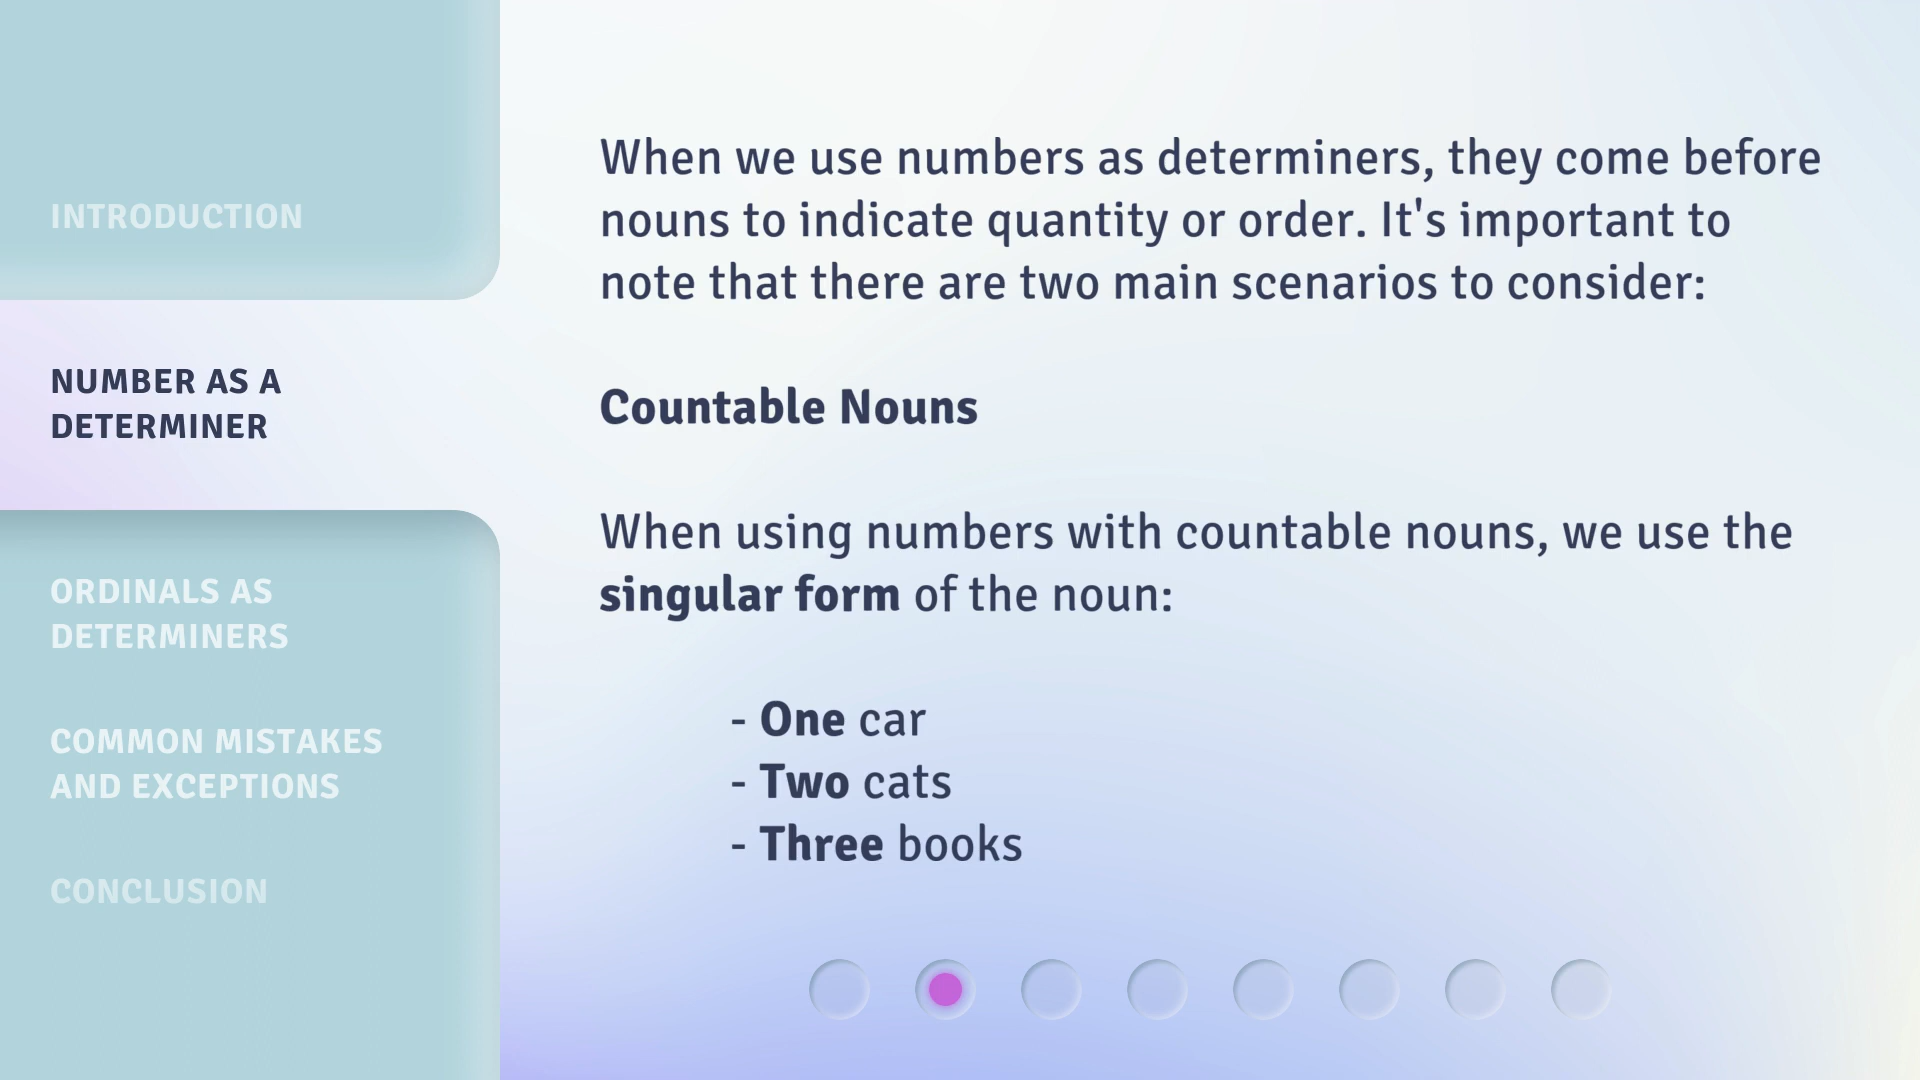 INTRODUCTION
NUMBER AS A
DETERMINER
ORDINALS AS
DETERMINERS
COMMON MISTAKES
AND EXCEPTIONS
CONCLUSION
When we use numbers as determiners, they come before
nouns to indicate quantity or order. It's important to
note that there are two main scenarios to consider:
Countable Nouns
When using numbers with countable nouns, we use the
singular form of the noun:
- One car
- Two cats
- Three books